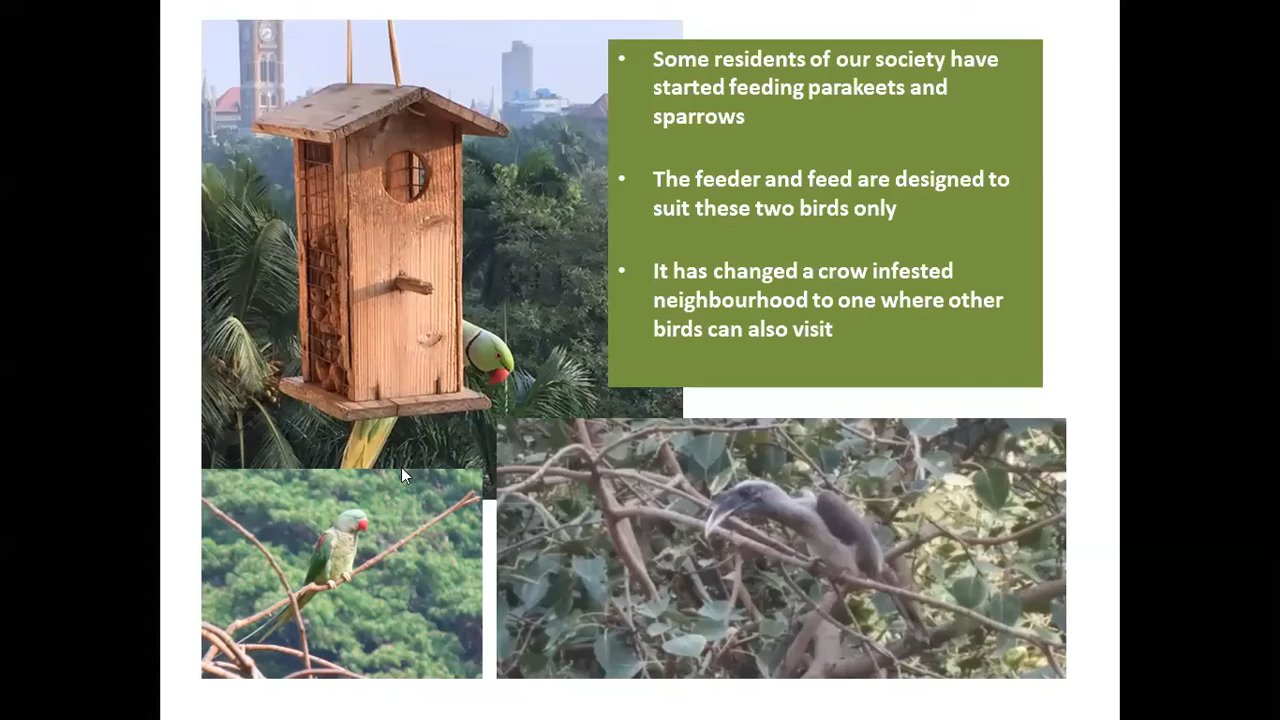 • Some residents of our society have
started feeding parakeets and
sparrows
• The feeder and feed are designed to
suit these two birds only
• It has changed a crow infested
neighbourhood to one where other
birds can also visit